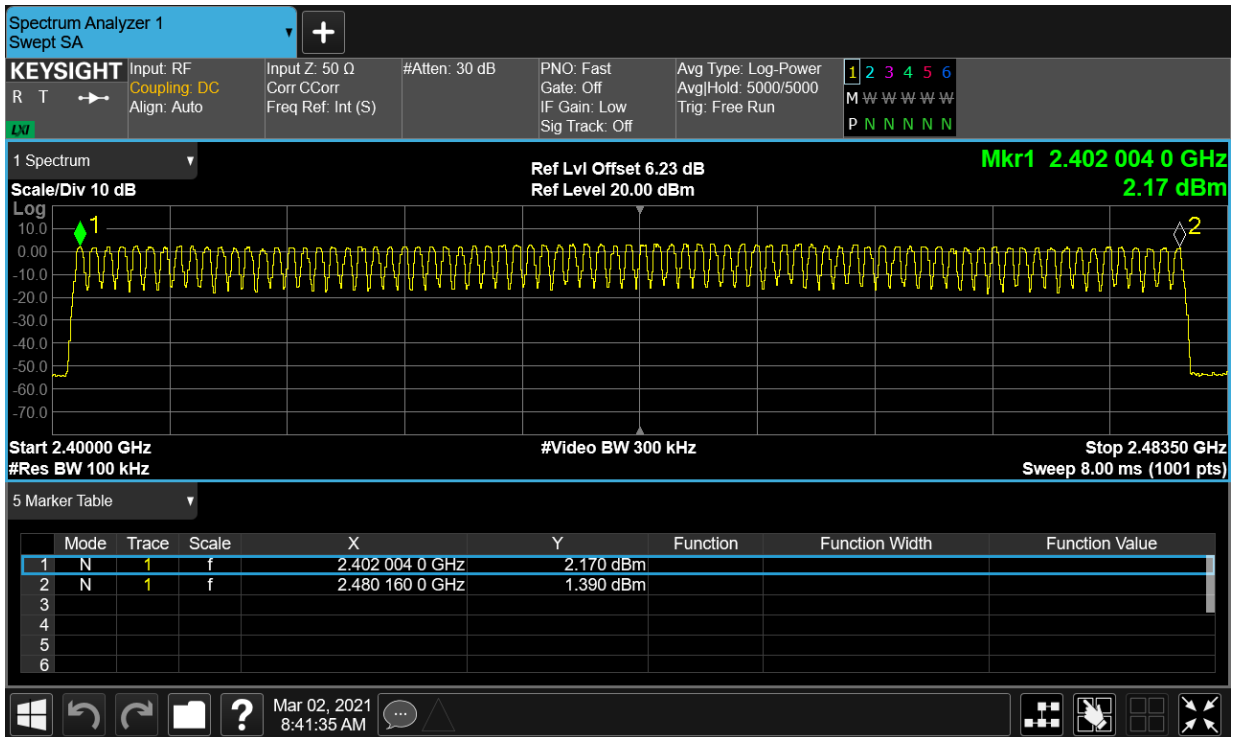 Spectrum Analyzer 1
Swept SA
+
KEYSIGHT
R T
LXI
Input: RF
Coupling: DC
Align: Auto
Input Z: 50 Ω
Corr CCorr
Freq Ref: Int (S)
#Atten: 30 dB
PNO: Fast
Gate: Off
IF Gain: Low
Sig Track: Off
Avg Type: Log-Power
Avg|Hold: 5000/5000
Trig: Free Run
1 2 3 4 5 6
M W W W W W
P N N N N N
1 Spectrum
Scale/Div 10 dB
Ref Lvl Offset 6.23 dB
Ref Level 20.00 dBm
Mkr1 2.402 004 0 GHz
2.17 dBm
Log
1
2
10.0
0.00
-10.0
-20.0
-30.0
-40.0
-50.0
-60.0
-70.0
Start 2.40000 GHz
#Video BW 300 kHz
Stop 2.48350 GHz
#Res BW 100 kHz
Sweep 8.00 ms (1001 pts)
5 Marker Table
Mode Trace Scale X Y Function Function Width Function Value
1 N 1 f 2.402 004 0 GHz 2.170 dBm
2 N 1 f 2.480 160 0 GHz 1.390 dBm
3
4
5
6
?
Mar 02, 2021
8:41:35 AM